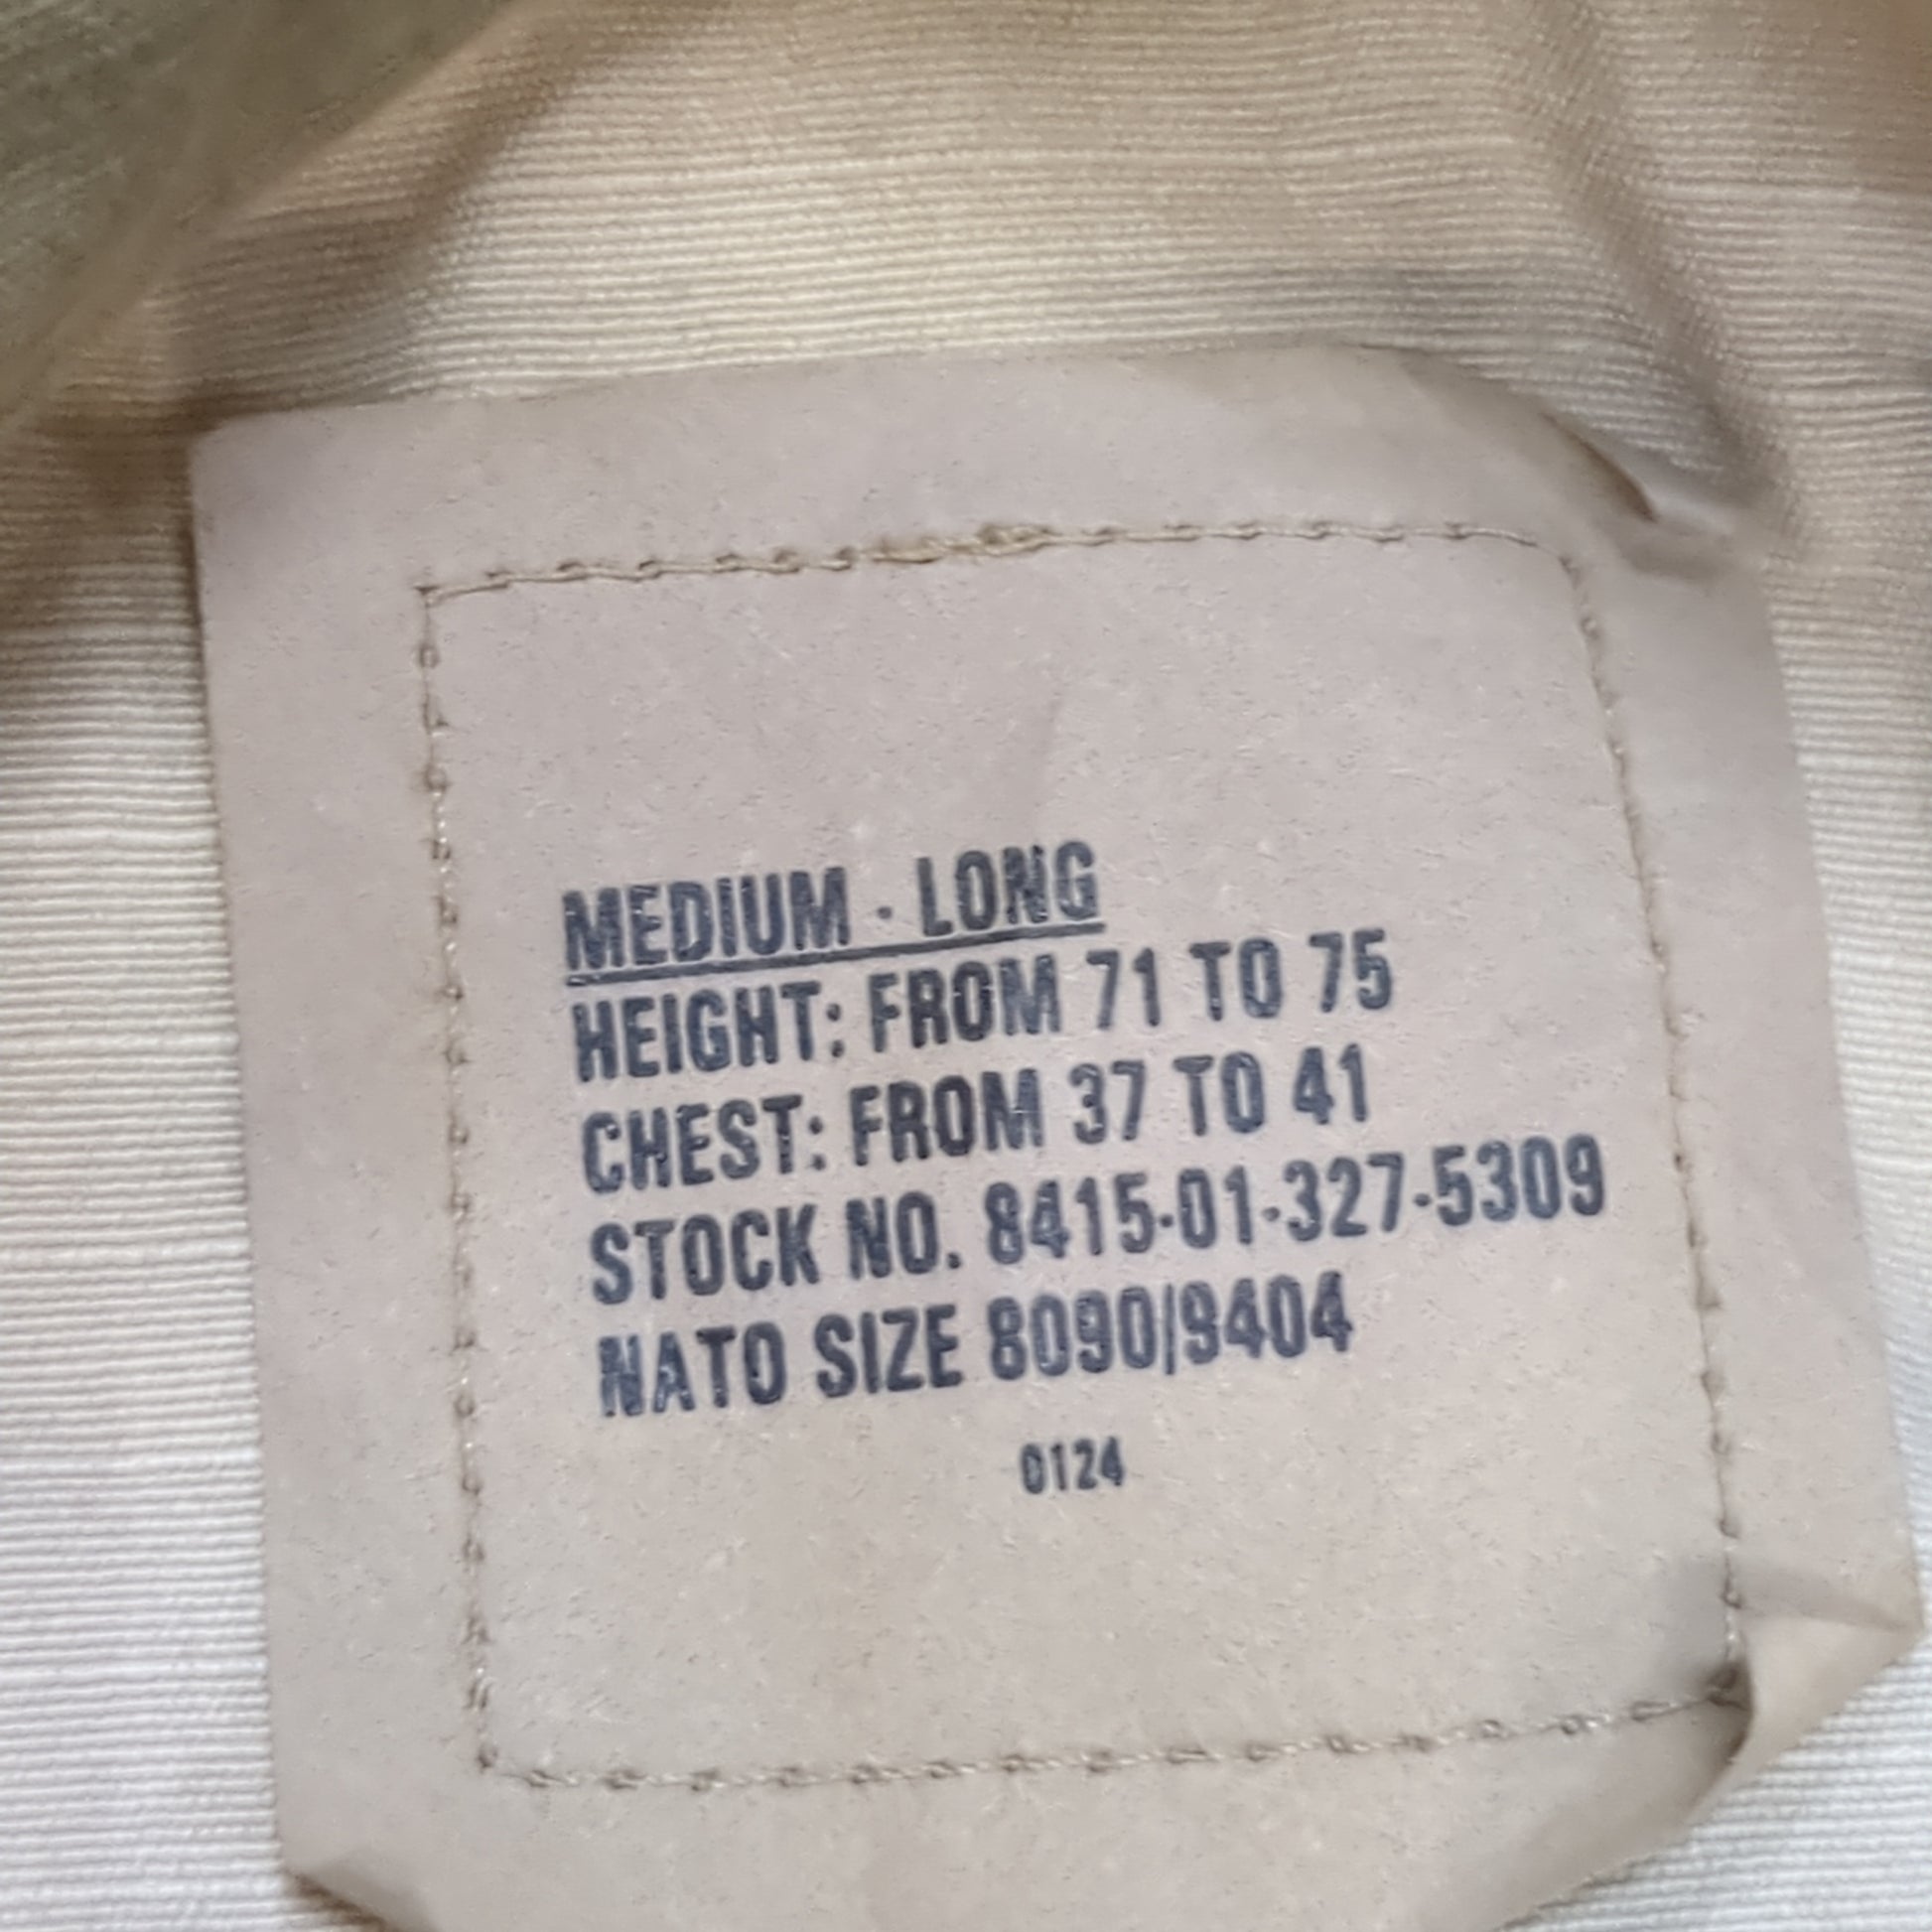 MEDIUM - LONG
HEIGHT: FROM 71 TO 75
CHEST: FROM 37 TO 41
STOCK NO. 8415-01-327-5309
NATO SIZE 8090/9404
0124